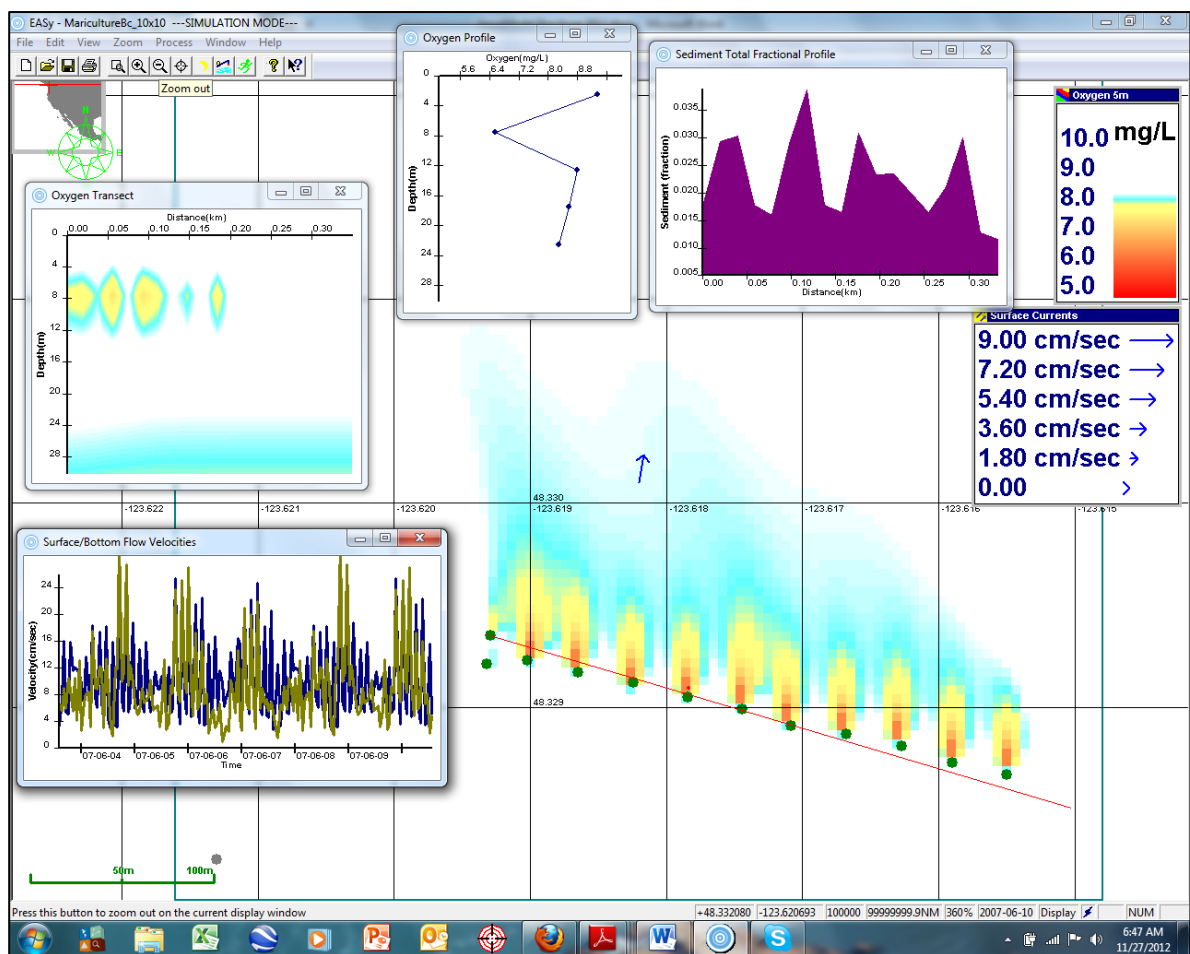 EASy - MaricultureBc_10x10 ---SIMULATION MODE---
File Edit View Zoom Process Window Help
Zoom out
N
W
E
Oxygen Profile
Oxygen(mg/L)
5.6 6.4 7.2 8.0 8.8
Depth(m)
0
4
8
12
16
20
24
28
Sediment Total Fractional Profile
Sediment (fraction)
0.035
0.030
0.025
0.020
0.015
0.010
0.005
0.00 0.05 0.10 0.15 0.20 0.25 0.30
Distance(km)
Oxygen 5m
10.0 mg/L
9.0
8.0
7.0
6.0
5.0
Surface Currents
9.00 cm/sec
7.20 cm/sec
5.40 cm/sec
3.60 cm/sec
1.80 cm/sec
0.00
Oxygen Transect
Distance(km)
0.00 0.05 0.10 0.15 0.20 0.25 0.30
Depth(m)
0
4
8
12
16
20
24
28
48.330
-123.622 -123.621 -123.620 -123.619 -123.618 -123.617 -123.616 -123.615
48.329
Surface/Bottom Flow Velocities
Velocity(cm/sec)
24
20
16
12
8
4
0
07-06-04 07-06-05 07-06-06 07-06-07 07-06-08 07-06-09
Time
50m 100m
Press this button to zoom out on the current display window
+48.332080 -123.620693 100000 99999999.9NM 360% 2007-06-10 Display NUM
6:47 AM
11/27/2012